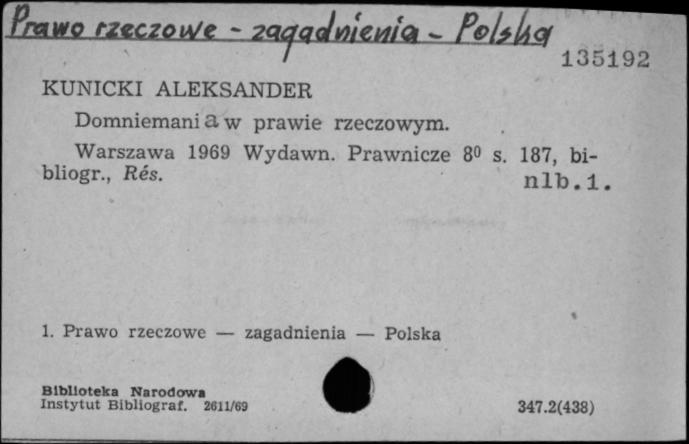 Prawo rzeczowe - zagadnienia - Polska
135192
KUNICKI ALEKSANDER
Domniemania w prawie rzeczowym.
Warszawa 1969 Wydawn. Prawnicze 8⁰ s. 187, bi-
bliogr., Rés.
nlb.1.
1. Prawo rzeczowe — zagadnienia — Polska
Biblioteka Narodowa
Instytut Bibliograf. 2611/69
347.2(438)